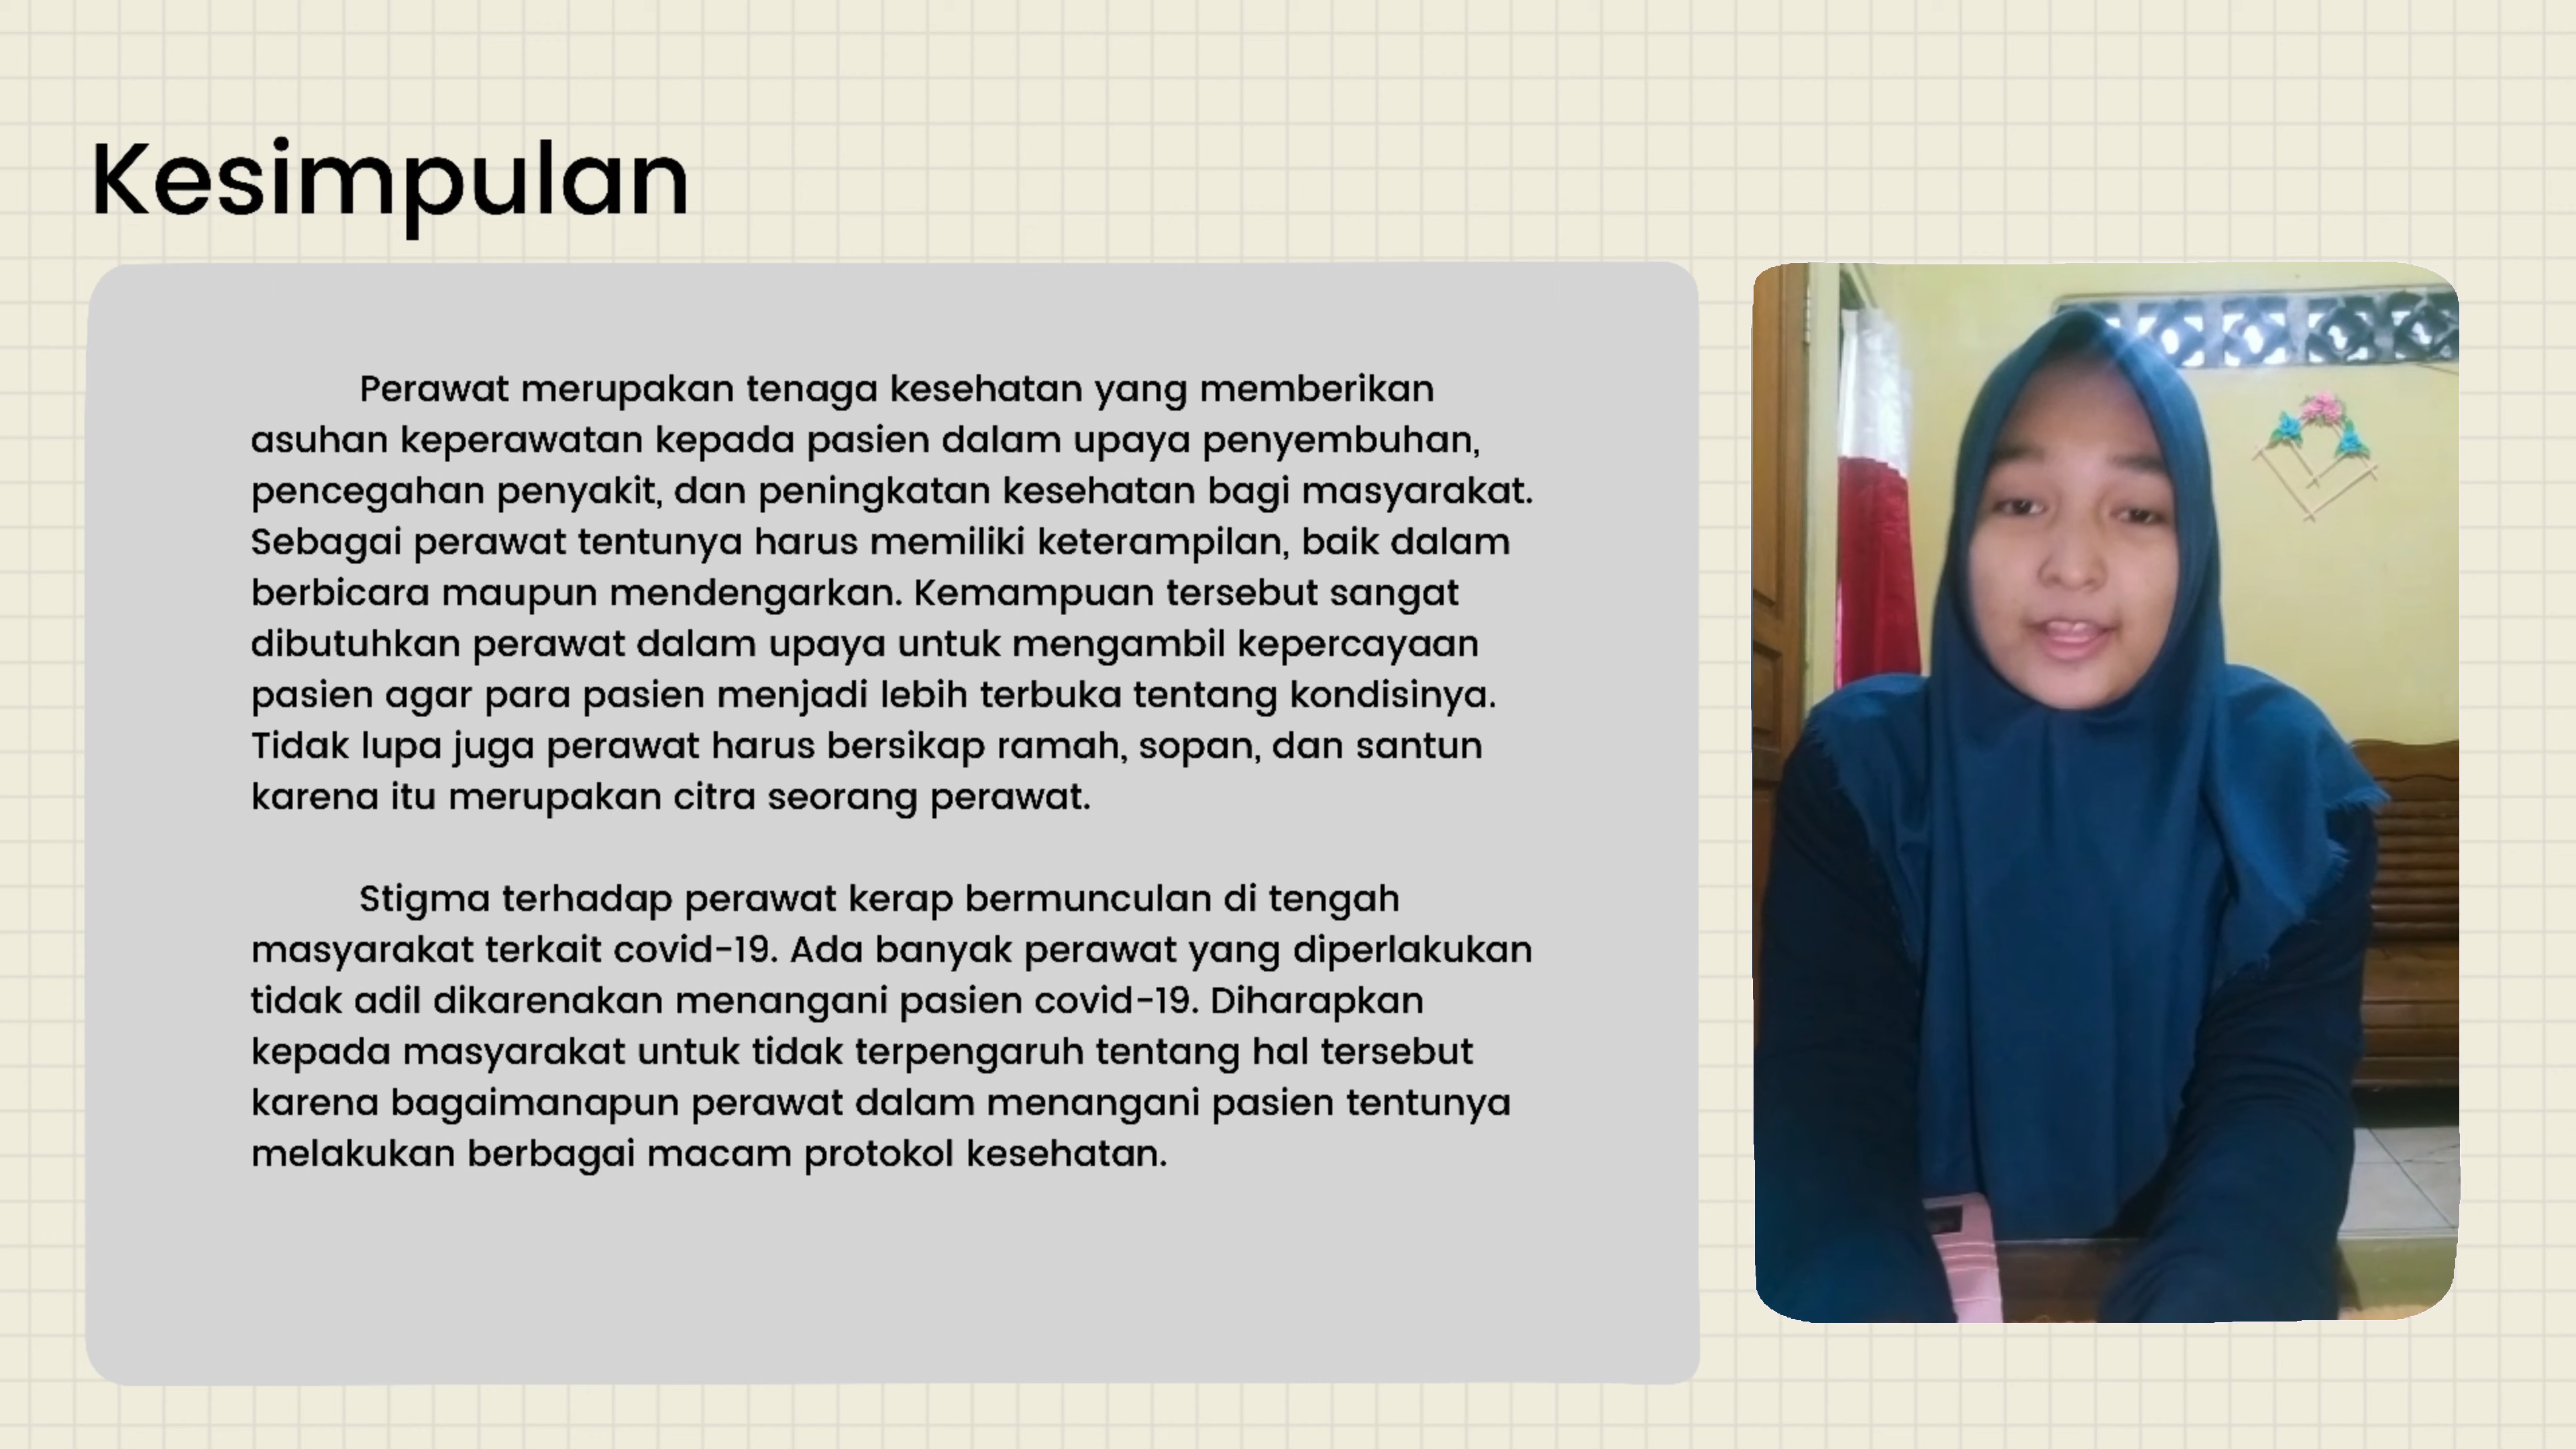 Kesimpulan
Perawat merupakan tenaga kesehatan yang memberikan
asuhan keperawatan kepada pasien dalam upaya penyembuhan,
pencegahan penyakit, dan peningkatan kesehatan bagi masyarakat.
Sebagai perawat tentunya harus memiliki keterampilan, baik dalam
berbicara maupun mendengarkan. Kemampuan tersebut sangat
dibutuhkan perawat dalam upaya untuk mengambil kepercayaan
pasien agar para pasien menjadi lebih terbuka tentang kondisinya.
Tidak lupa juga perawat harus bersikap ramah, sopan, dan santun
karena itu merupakan citra seorang perawat.
Stigma terhadap perawat kerap bermunculan di tengah
masyarakat terkait covid-19. Ada banyak perawat yang diperlakukan
tidak adil dikarenakan menangani pasien covid-19. Diharapkan
kepada masyarakat untuk tidak terpengaruh tentang hal tersebut
karena bagaimanapun perawat dalam menangani pasien tentunya
melakukan berbagai macam protokol kesehatan.